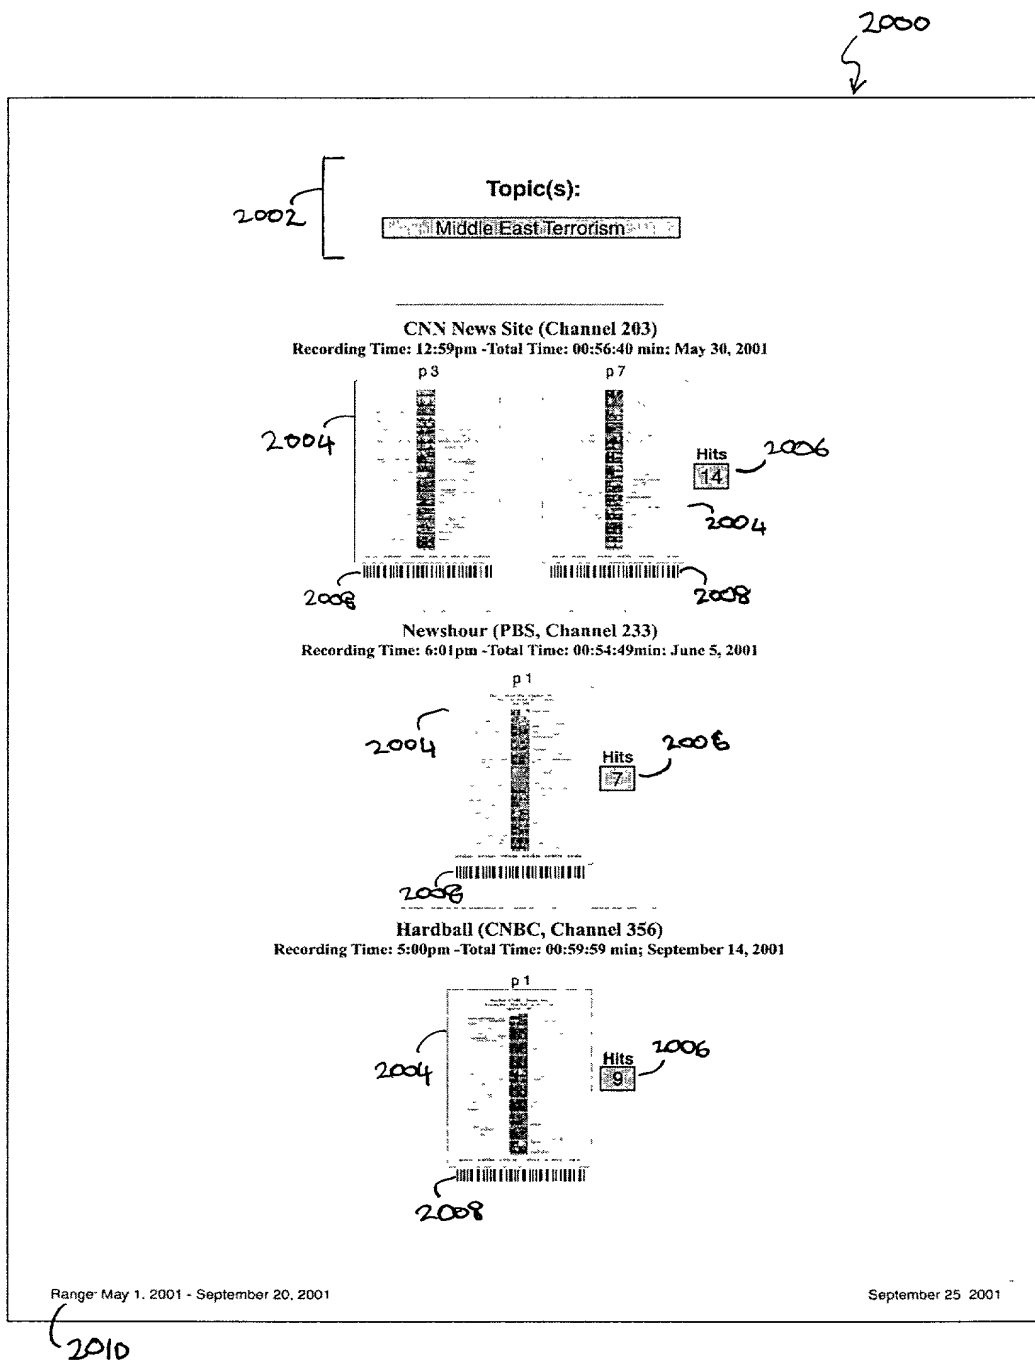 2000
Topic(s):
2002
Middle East Terrorism
CNN News Site (Channel 203)
Recording Time: 12:59pm -Total Time: 00:56:40 min; May 30, 2001
p 3 p 7
2004
Hits 2006
14
2004
2008 2008
Newshour (PBS, Channel 233)
Recording Time: 6:01pm -Total Time: 00:54:49min; June 5, 2001
p 1
2004
Hits 2006
7
2008
Hardball (CNBC, Channel 356)
Recording Time: 5:00pm -Total Time: 00:59:59 min; September 14, 2001
p 1
2004
Hits 2006
9
2008
Range: May 1, 2001 - September 20, 2001 September 25 2001
2010